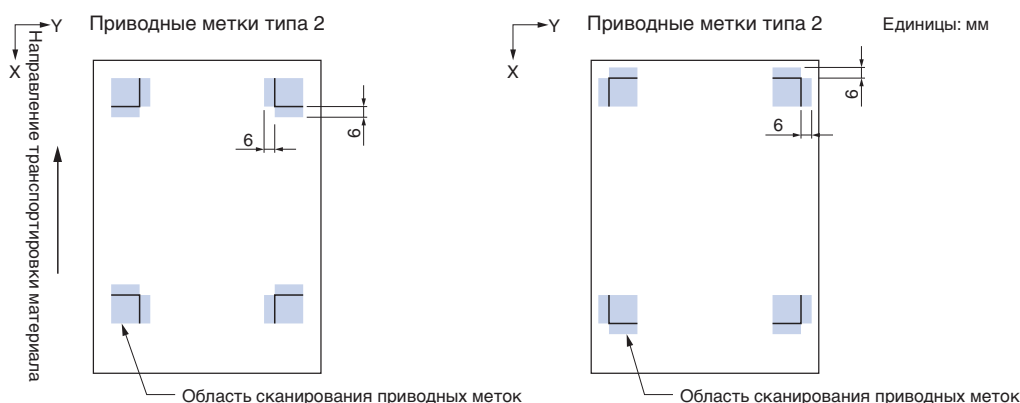 Y
Приводные метки типа 2
X
Направление транспортировки материала
6
6
Область сканирования приводных меток
Y
Приводные метки типа 2
Единицы: мм
X
6
6
Область сканирования приводных меток